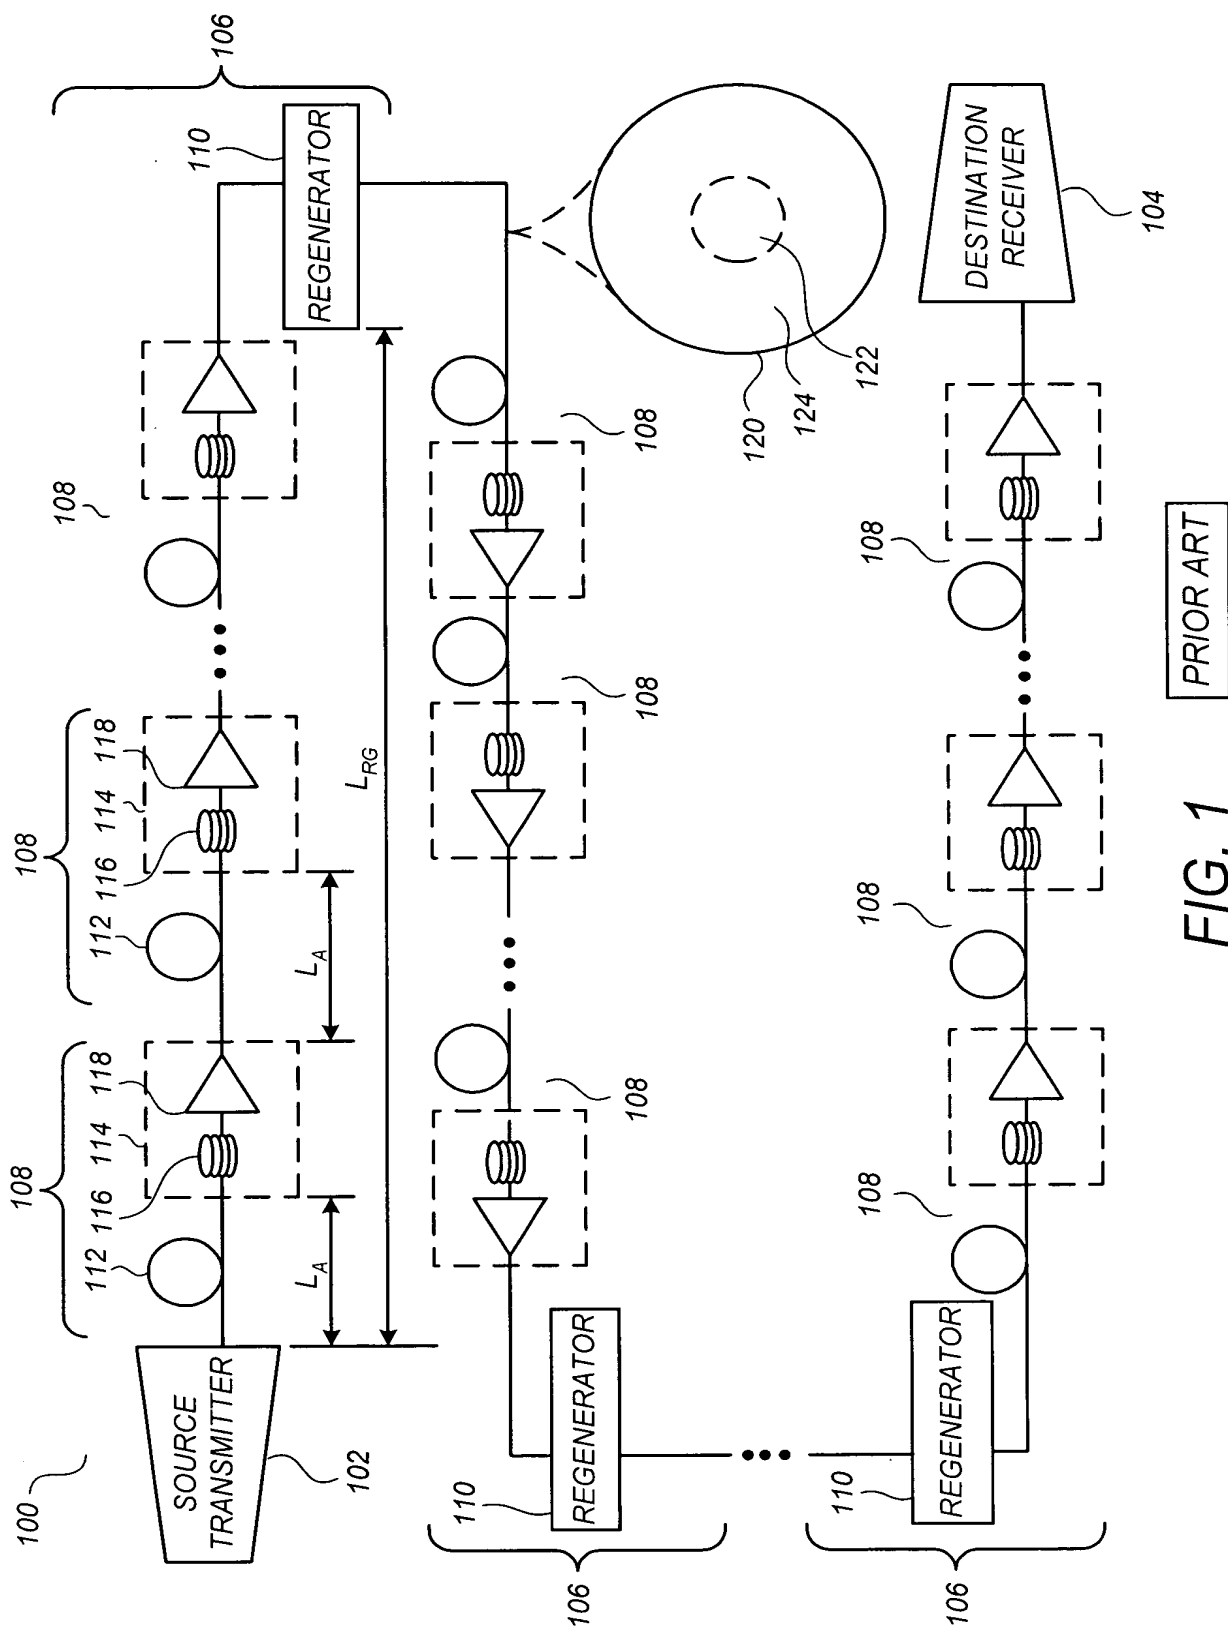 100
SOURCE
TRANSMITTER
102
108
112
116
114
118
L_A
108
112
116
114
118
L_A
L_RG
108
106
110
REGENERATOR
108
108
108
120
124
122
110
REGENERATOR
106
110
REGENERATOR
106
108
108
108
DESTINATION
RECEIVER
104
PRIOR ART
FIG. 1